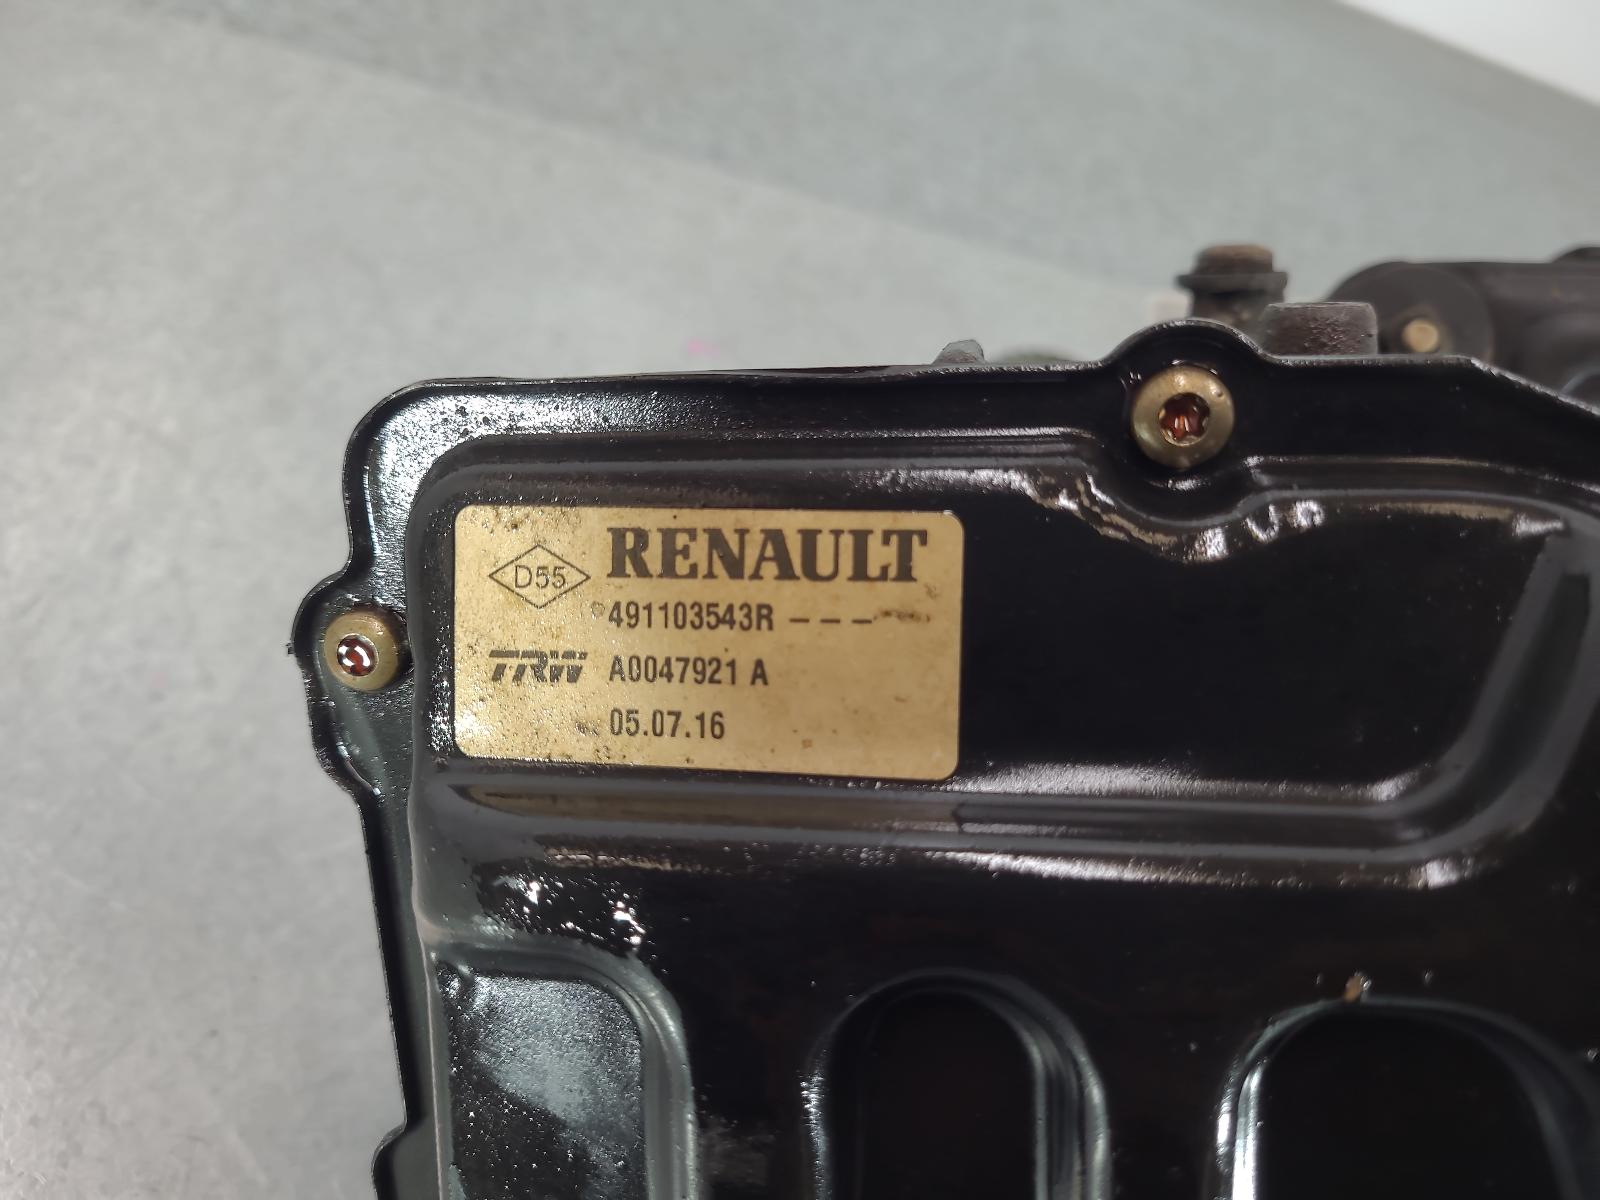 D55 RENAULT
491103543R ---
TRW A0047921 A
05.07.16